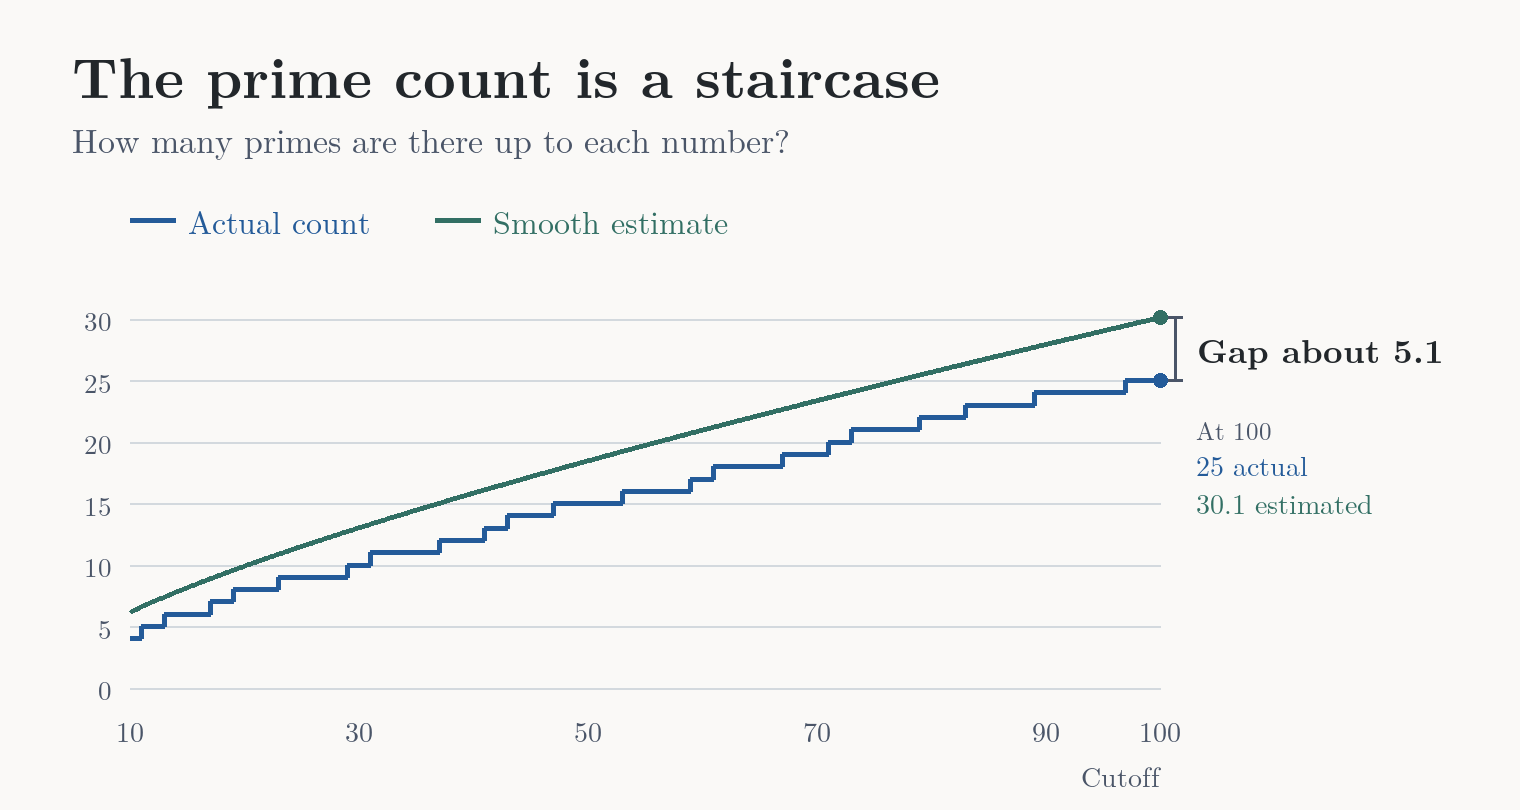 The prime count is a staircase
How many primes are there up to each number?
Actual count
Smooth estimate
30
25
20
15
10
5
0
Gap about 5.1
At 100
25 actual
30.1 estimated
10 30 50 70 90 100
Cutoff